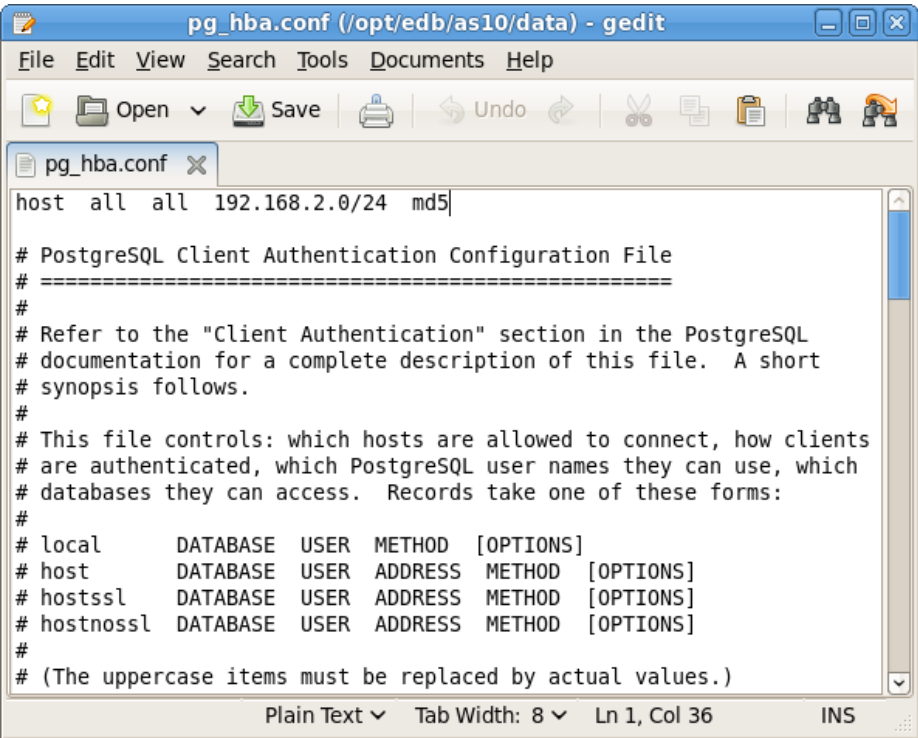 pg_hba.conf (/opt/edb/as10/data) - gedit
File Edit View Search Tools Documents Help
Open Save Undo
pg_hba.conf
host  all  all  192.168.2.0/24  md5
# PostgreSQL Client Authentication Configuration File
# ===================================================
#
# Refer to the "Client Authentication" section in the PostgreSQL
# documentation for a complete description of this file.  A short
# synopsis follows.
#
# This file controls: which hosts are allowed to connect, how clients
# are authenticated, which PostgreSQL user names they can use, which
# databases they can access.  Records take one of these forms:
#
# local      DATABASE  USER  METHOD  [OPTIONS]
# host       DATABASE  USER  ADDRESS  METHOD  [OPTIONS]
# hostssl    DATABASE  USER  ADDRESS  METHOD  [OPTIONS]
# hostnossl  DATABASE  USER  ADDRESS  METHOD  [OPTIONS]
#
# (The uppercase items must be replaced by actual values.)
Plain Text Tab Width: 8 Ln 1, Col 36 INS